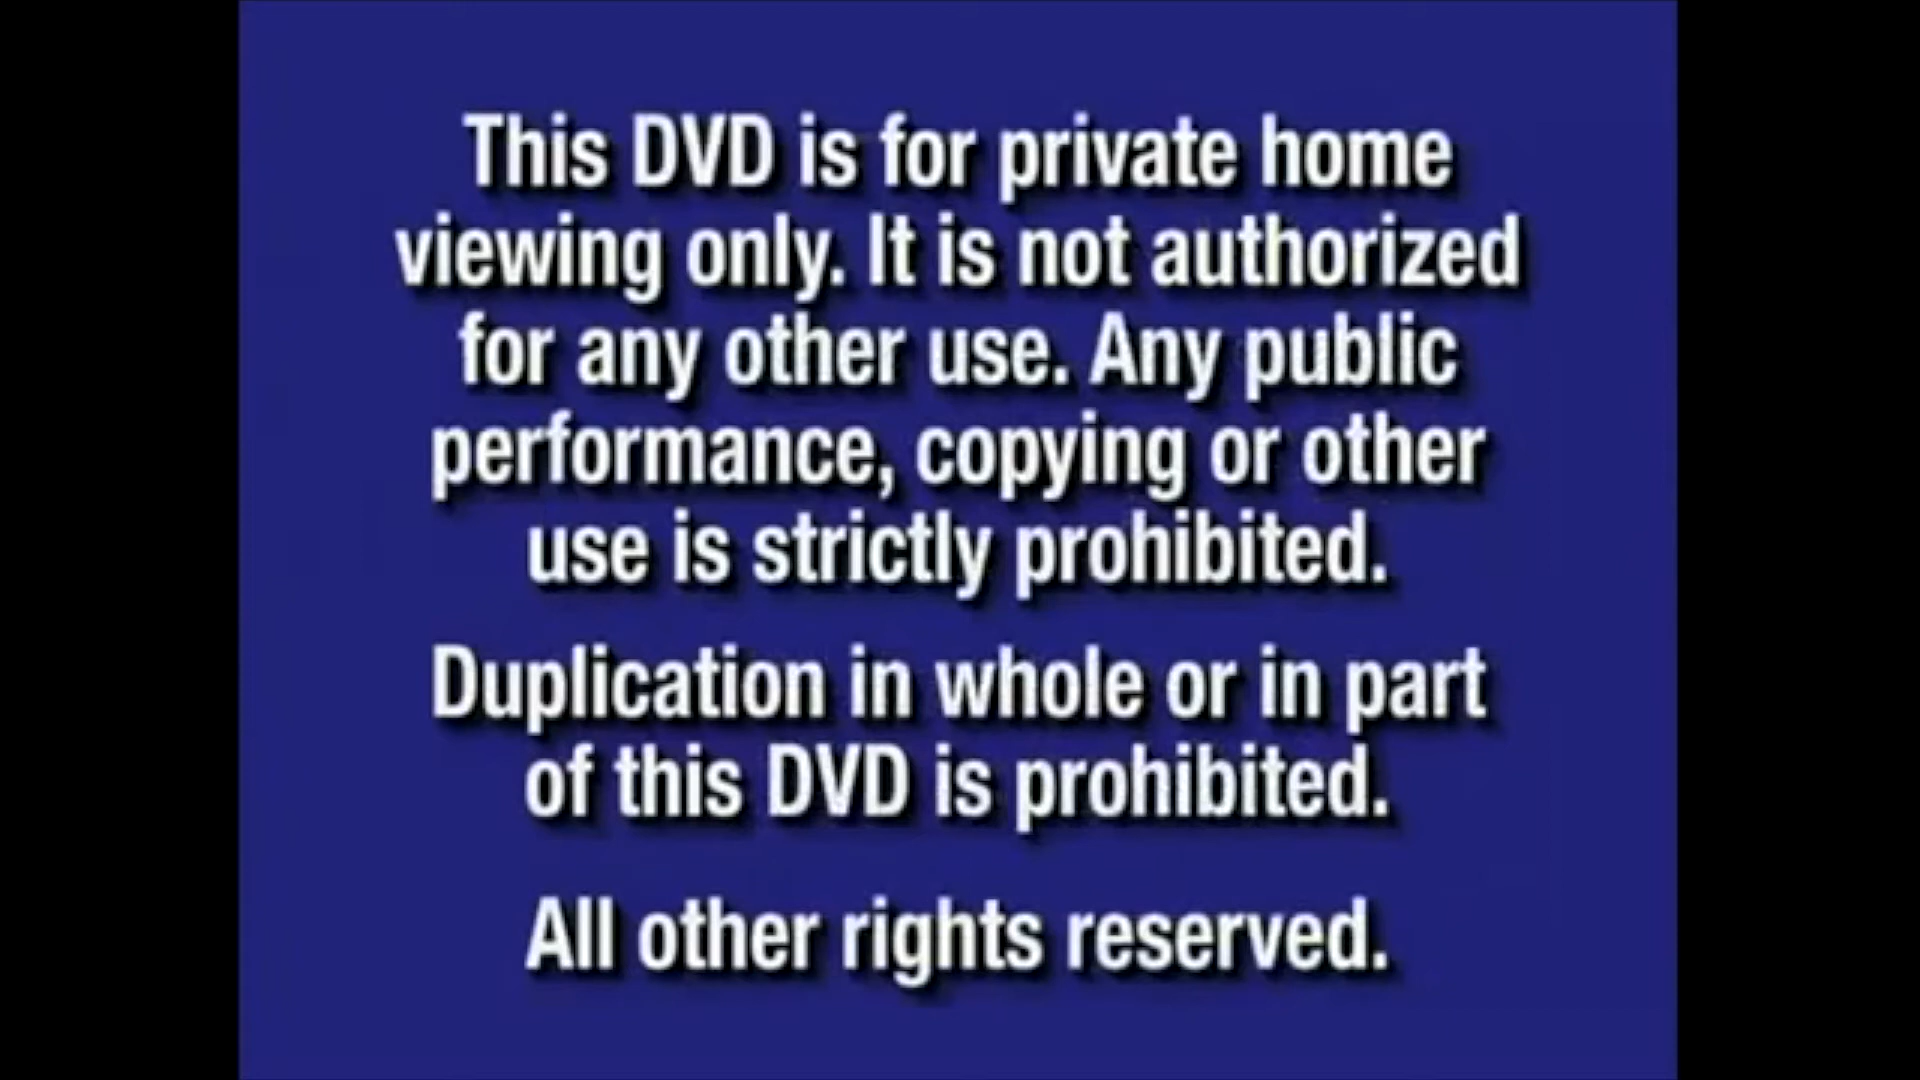 This DVD is for private home
viewing only. It is not authorized
for any other use. Any public
performance, copying or other
use is strictly prohibited.
Duplication in whole or in part
of this DVD is prohibited.
All other rights reserved.